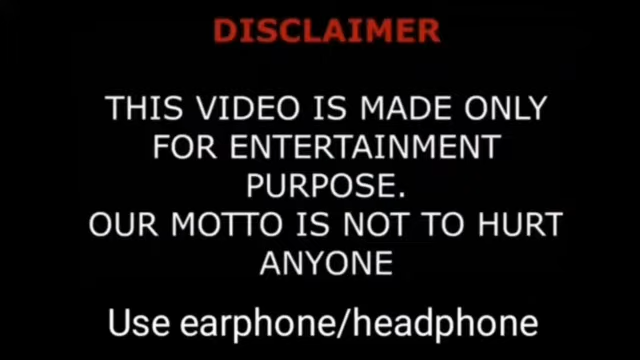 DISCLAIMER
THIS VIDEO IS MADE ONLY
FOR ENTERTAINMENT
PURPOSE.
OUR MOTTO IS NOT TO HURT
ANYONE
Use earphone/headphone